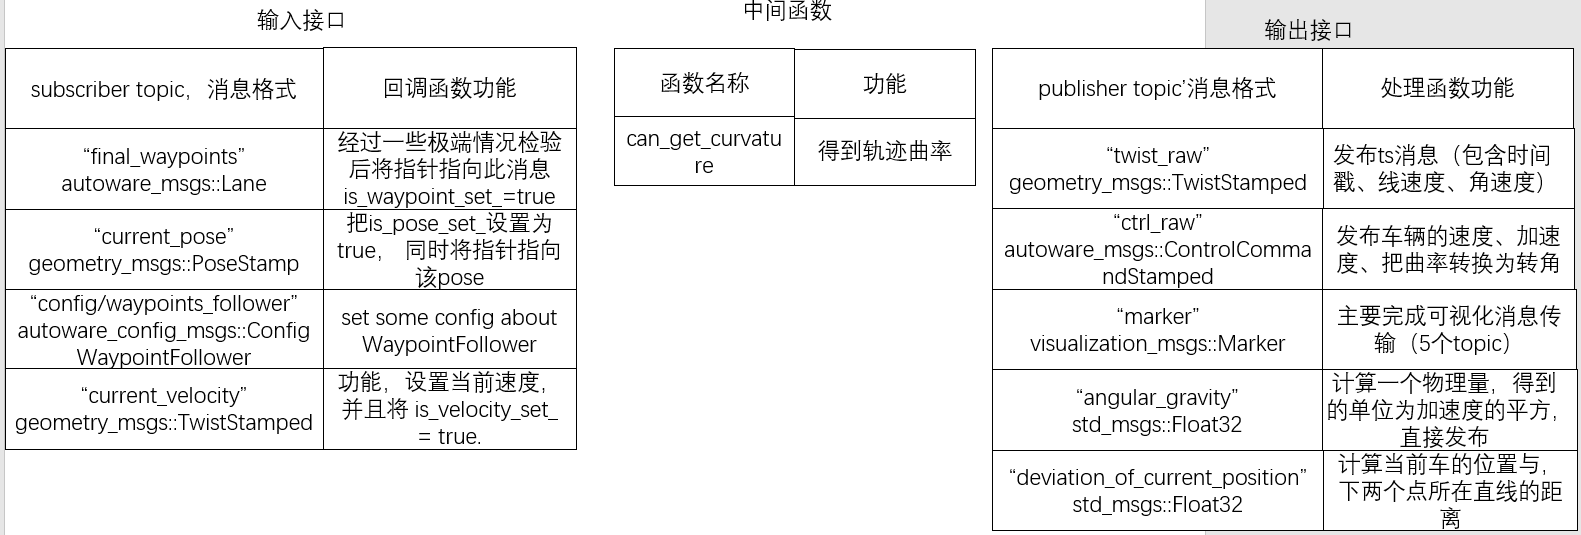 输入接口
subscriber topic，消息格式
回调函数功能
“final_waypoints”
autoware_msgs::Lane
经过一些极端情况检验
后将指针指向此消息
is_waypoint_set_=true
“current_pose”
geometry_msgs::PoseStamp
把is_pose_set_设置为
true， 同时将指针指向
该pose
“config/waypoints_follower”
autoware_config_msgs::Config
WaypointFollower
set some config about
WaypointFollower
“current_velocity”
geometry_msgs::TwistStamped
功能，设置当前速度，
并且将 is_velocity_set_
= true.
中间函数
函数名称
功能
can_get_curvatu
re
得到轨迹曲率
输出接口
publisher topic’消息格式
处理函数功能
“twist_raw”
geometry_msgs::TwistStamped
发布ts消息（包含时间
戳、线速度、角速度）
“ctrl_raw”
autoware_msgs::ControlComma
ndStamped
发布车辆的速度、加速
度、把曲率转换为转角
“marker”
visualization_msgs::Marker
主要完成可视化消息传
输（5个topic）
“angular_gravity”
std_msgs::Float32
计算一个物理量，得到
的单位为加速度的平方，
直接发布
“deviation_of_current_position”
std_msgs::Float32
计算当前车的位置与，
下两个点所在直线的距
离